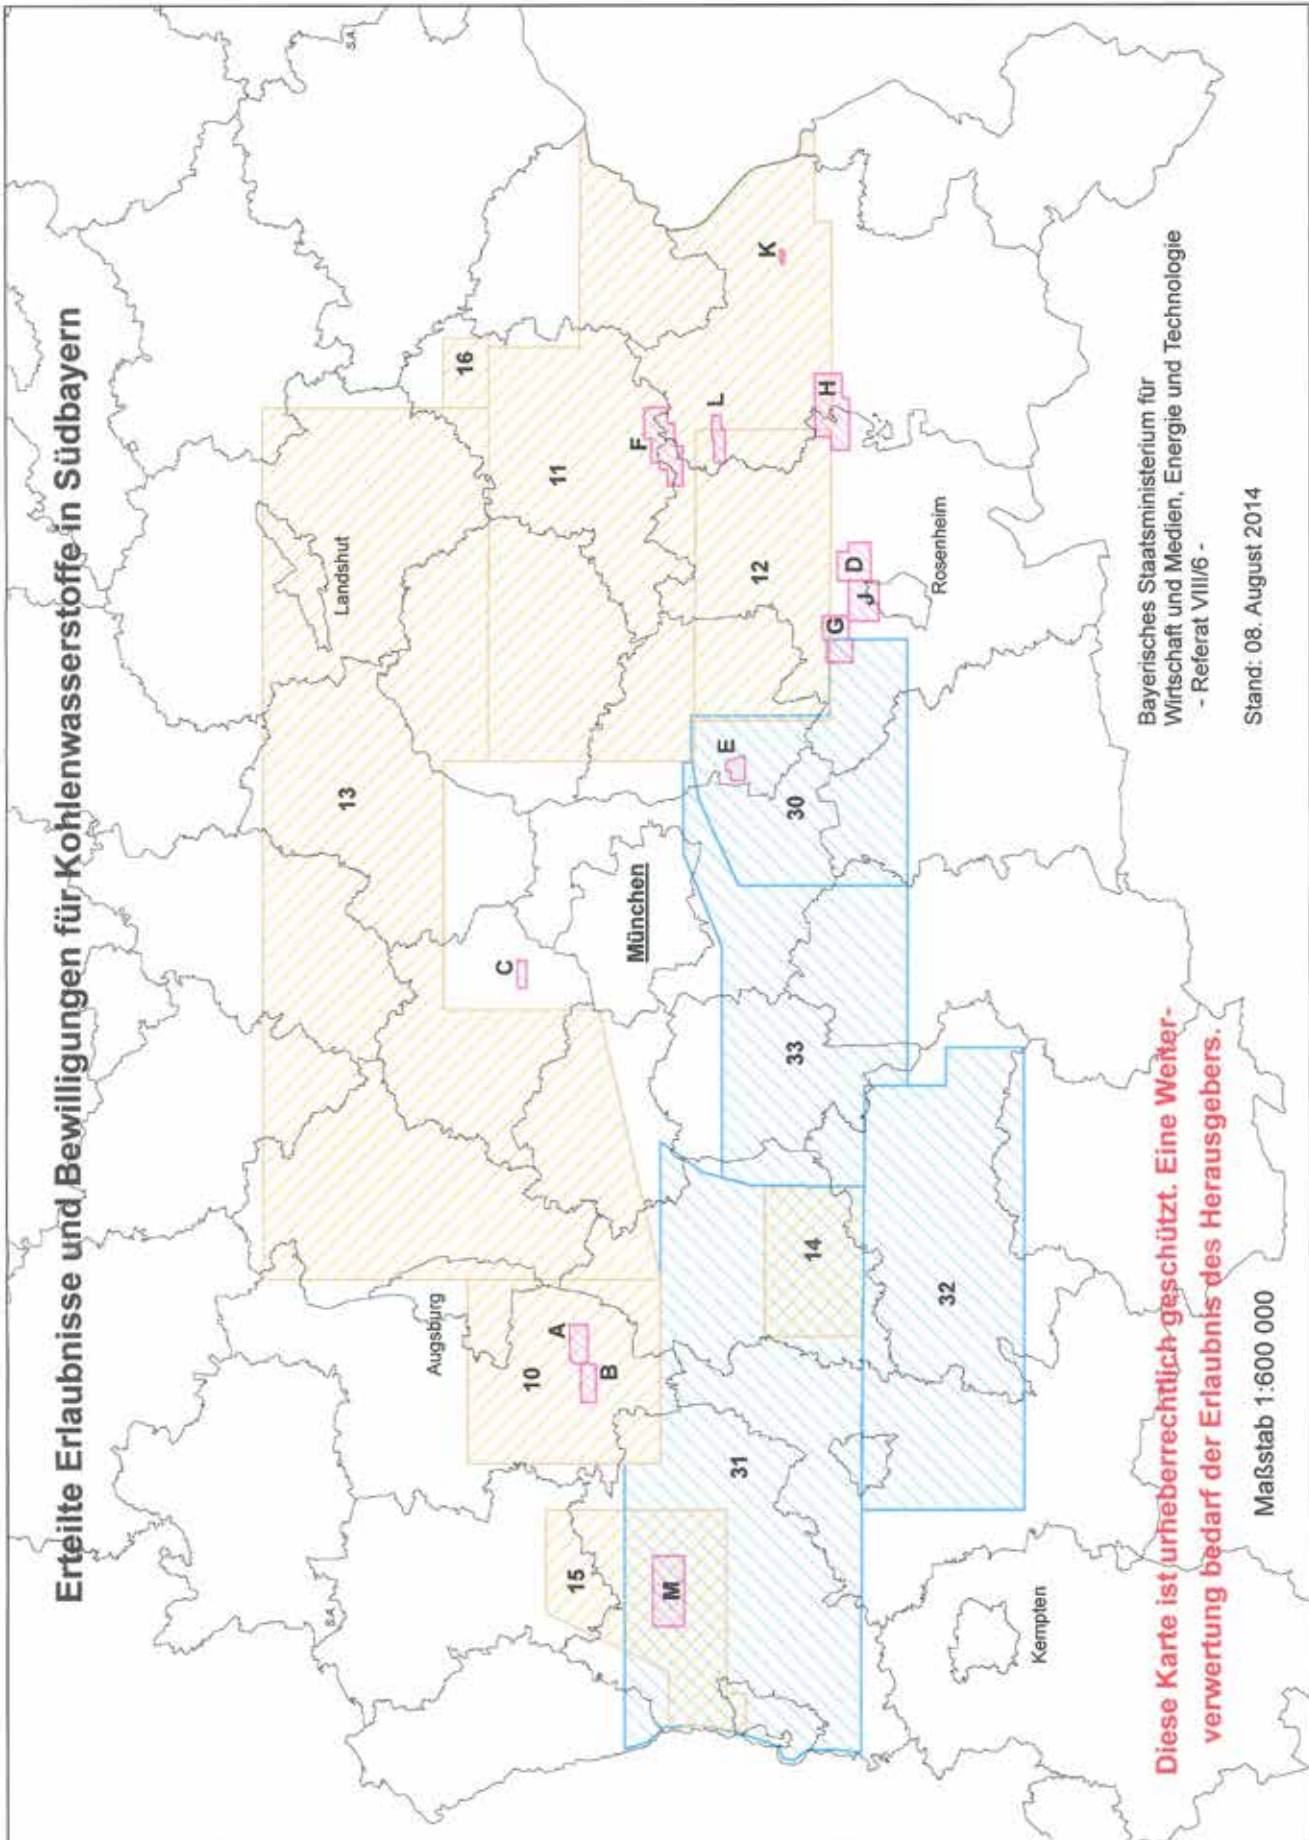 Erteilte Erlaubnisse und Bewilligungen für Kohlenwasserstoffe in Südbayern
S.A.
S.A.
13
Landshut
16
Augsburg
10
A
B
C
11
F
15
M
München
L
K
31
14
33
30
E
12
G
J
D
H
32
Rosenheim
Kempten
Diese Karte ist urheberrechtlich geschützt. Eine Weiter-
verwertung bedarf der Erlaubnis des Herausgebers.
Maßstab 1:600 000
Bayerisches Staatsministerium für
Wirtschaft und Medien, Energie und Technologie
- Referat VIII/6 -
Stand: 08. August 2014